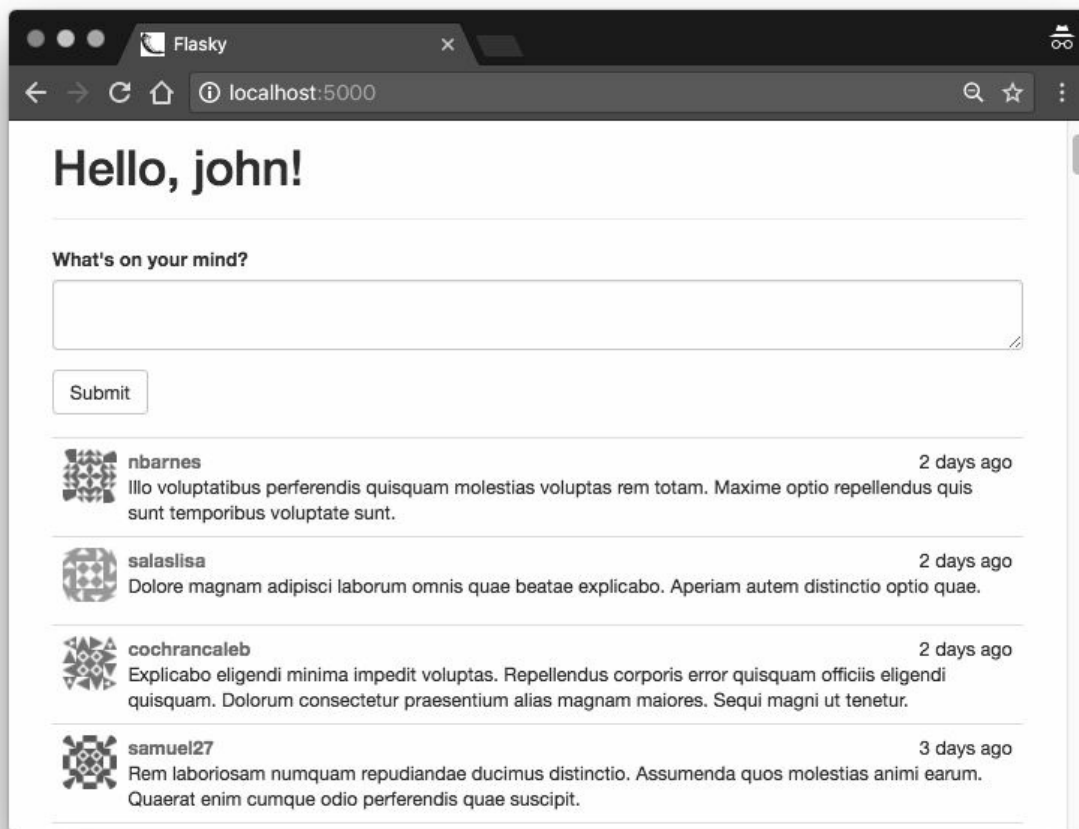 Flasky
localhost:5000
Hello, john!
What's on your mind?
Submit
nbarnes 2 days ago
Illo voluptatibus perferendis quisquam molestias voluptas rem totam. Maxime optio repellendus quis
sunt temporibus voluptate sunt.
salaslisa 2 days ago
Dolore magnam adipisci laborum omnis quae beatae explicabo. Aperiam autem distinctio optio quae.
cochrancaleb 2 days ago
Explicabo eligendi minima impedit voluptas. Repellendus corporis error quisquam officiis eligendi
quisquam. Dolorum consectetur praesentium alias magnam maiores. Sequi magni ut tenetur.
samuel27 3 days ago
Rem laboriosam numquam repudiandae ducimus distinctio. Assumenda quos molestias animi earum.
Quaerat enim cumque odio perferendis quae suscipit.